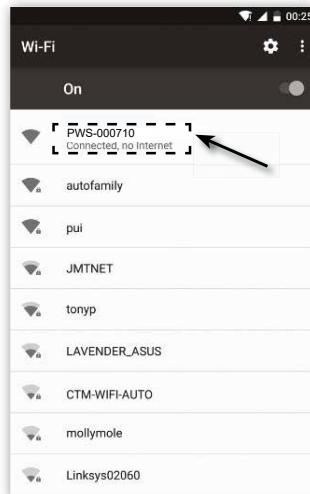 00:25
Wi-Fi
On
PWS-000710
Connected, no Internet
autofamily
pui
JMTNET
tonyp
LAVENDER_ASUS
CTM-WIFI-AUTO
mollymole
Linksys02060